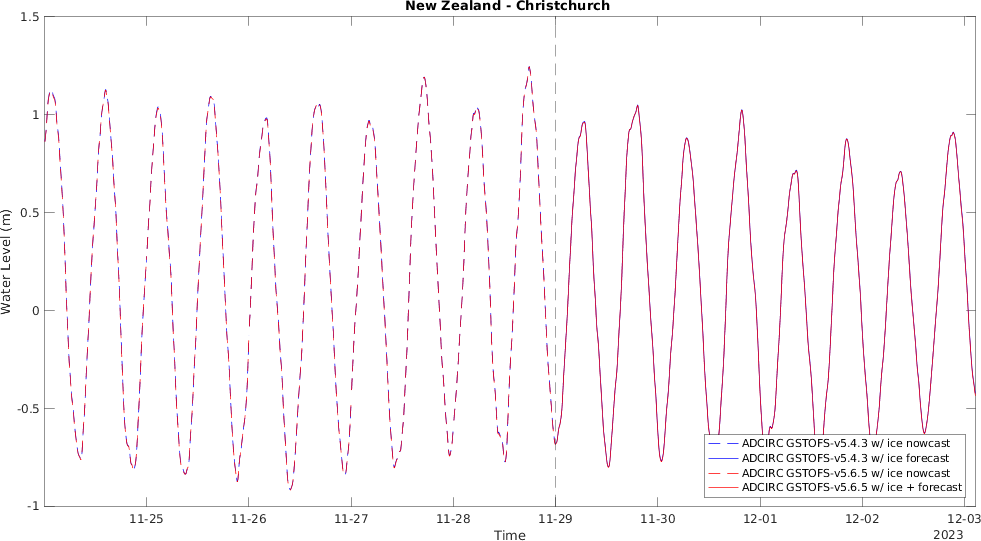 New Zealand - Christchurch
1.5
1
0.5
0
-0.5
-1
Water Level (m)
11-25
11-26
11-27
11-28
11-29
11-30
12-01
12-02
12-03
Time
2023
ADCIRC GSTOFS-v5.4.3 w/ ice nowcast
ADCIRC GSTOFS-v5.4.3 w/ ice forecast
ADCIRC GSTOFS-v5.6.5 w/ ice nowcast
ADCIRC GSTOFS-v5.6.5 w/ ice + forecast